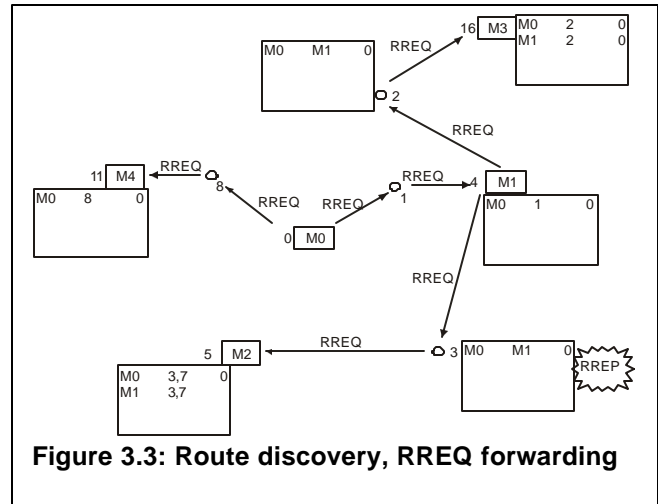 16 M3
M0 2 0
M1 2 0
M0 M1 0
RREQ
2
RREQ
11 M4
RREQ
8
M0 8 0
RREQ
RREQ
1
RREQ
4 M1
M0 1 0
0 M0
RREQ
5 M2
M0 3,7 0
M1 3,7
RREQ
3
M0 M1 0
RREP
Figure 3.3: Route discovery, RREQ forwarding